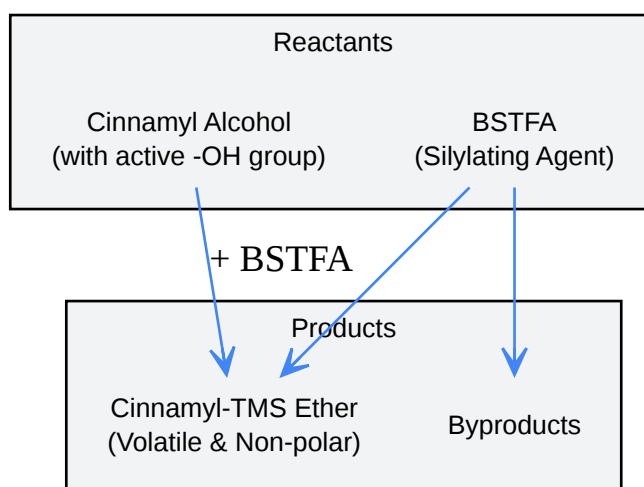 Reactants
Cinnamyl Alcohol
(with active -OH group)
BSTFA
(Silylating Agent)
+ BSTFA
Products
Cinnamyl-TMS Ether
(Volatile & Non-polar)
Byproducts